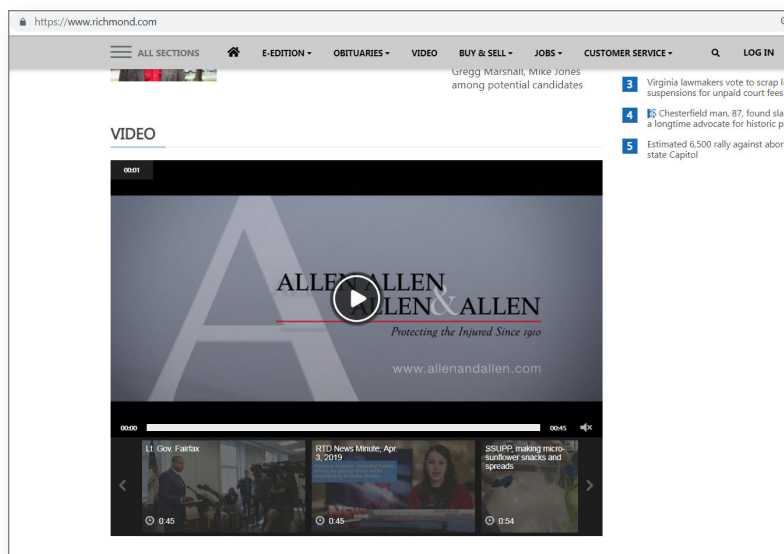 https://www.richmond.com
ALL SECTIONS E-EDITION OBITUARIES VIDEO BUY & SELL JOBS CUSTOMER SERVICE LOG IN
Gregg Marshall, Mike Jones
among potential candidates
3 Virginia lawmakers vote to scrap li
suspensions for unpaid court fees
4 Chesterfield man, 87, found sla
a longtime advocate for historic p
5 Estimated 6,500 rally against abor
state Capitol
VIDEO
00:01
ALLEN ALLEN
ALLEN & ALLEN
Protecting the Injured Since 1910
www.allenandallen.com
00:00 00:45
Lt. Gov. Fairfax
0:45
RTD News Minute, Apr.
3, 2019
0:45
SSUPP, making micro-
sunflower snacks and
spreads
0:54